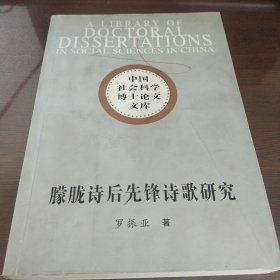 A LIBRARY OF
DOCTORAL
DISSERTATIONS
IN SOCIAL SCIENCES IN CHINA
中国
社会科学
博士论文
文库
朦胧诗后先锋诗歌研究
罗振亚 著